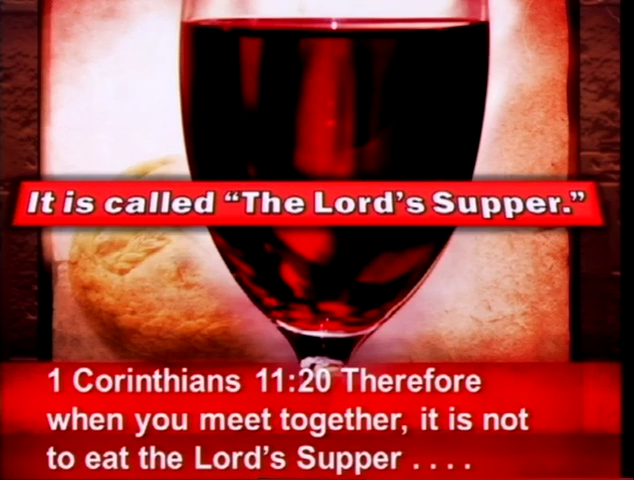 It is called “The Lord’s Supper.”
1 Corinthians 11:20 Therefore
when you meet together, it is not
to eat the Lord’s Supper . . . .